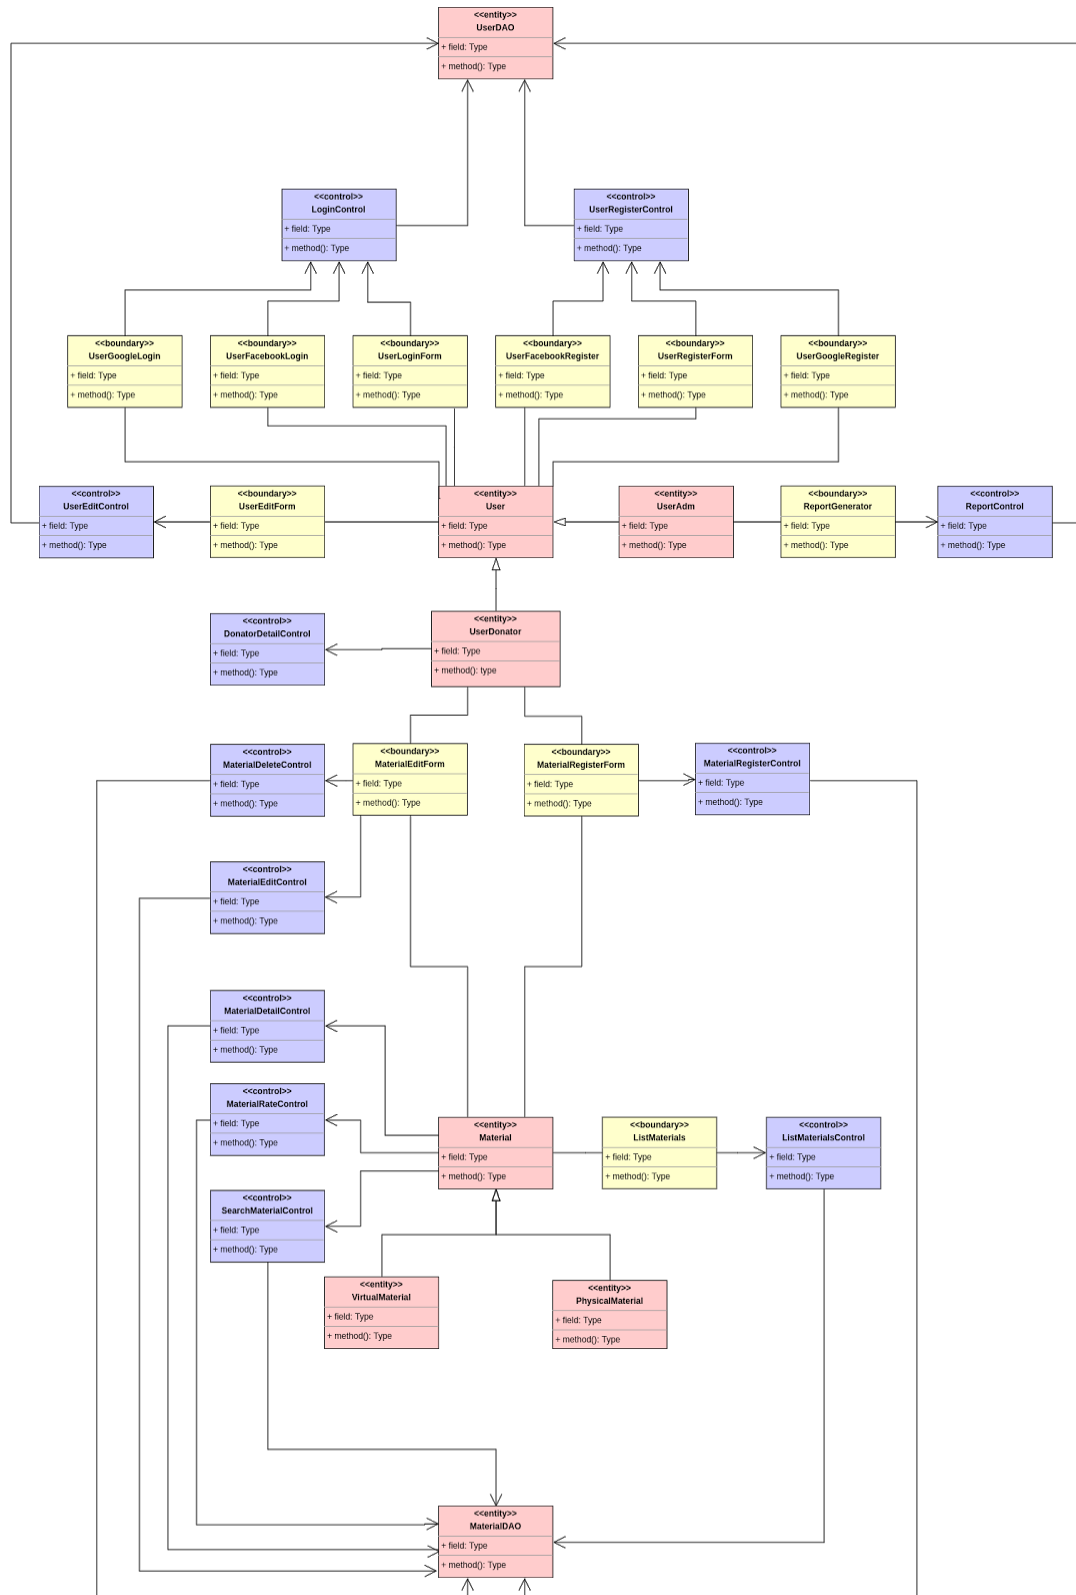 <<entity>>
UserDAO
+ field: Type
+ method(): Type
<<control>>
LoginControl
+ field: Type
+ method(): Type
<<control>>
UserRegisterControl
+ field: Type
+ method(): Type
<<boundary>>
UserGoogleLogin
+ field: Type
+ method(): Type
<<boundary>>
UserFacebookLogin
+ field: Type
+ method(): Type
<<boundary>>
UserLoginForm
+ field: Type
+ method(): Type
<<boundary>>
UserFacebookRegister
+ field: Type
+ method(): Type
<<boundary>>
UserRegisterForm
+ field: Type
+ method(): Type
<<boundary>>
UserGoogleRegister
+ field: Type
+ method(): Type
<<control>>
UserEditControl
+ field: Type
+ method(): Type
<<boundary>>
UserEditForm
+ field: Type
+ method(): Type
<<entity>>
User
+ field: Type
+ method(): Type
<<entity>>
UserAdm
+ field: Type
+ method(): Type
<<boundary>>
ReportGenerator
+ field: Type
+ method(): Type
<<control>>
ReportControl
+ field: Type
+ method(): Type
<<control>>
DonatorDetailControl
+ field: Type
+ method(): Type
<<entity>>
UserDonator
+ field: Type
+ method(): type
<<control>>
MaterialDeleteControl
+ field: Type
+ method(): Type
<<boundary>>
MaterialEditForm
+ field: Type
+ method(): Type
<<boundary>>
MaterialRegisterForm
+ field: Type
+ method(): Type
<<control>>
MaterialRegisterControl
+ field: Type
+ method(): Type
<<control>>
MaterialEditControl
+ field: Type
+ method(): Type
<<control>>
MaterialDetailControl
+ field: Type
+ method(): Type
<<control>>
MaterialRateControl
+ field: Type
+ method(): Type
<<entity>>
Material
+ field: Type
+ method(): Type
<<boundary>>
ListMaterials
+ field: Type
+ method(): Type
<<control>>
ListMaterialsControl
+ field: Type
+ method(): Type
<<control>>
SearchMaterialControl
+ field: Type
+ method(): Type
<<entity>>
VirtualMaterial
+ field: Type
+ method(): Type
<<entity>>
PhysicalMaterial
+ field: Type
+ method(): Type
<<entity>>
MaterialDAO
+ field: Type
+ method(): Type